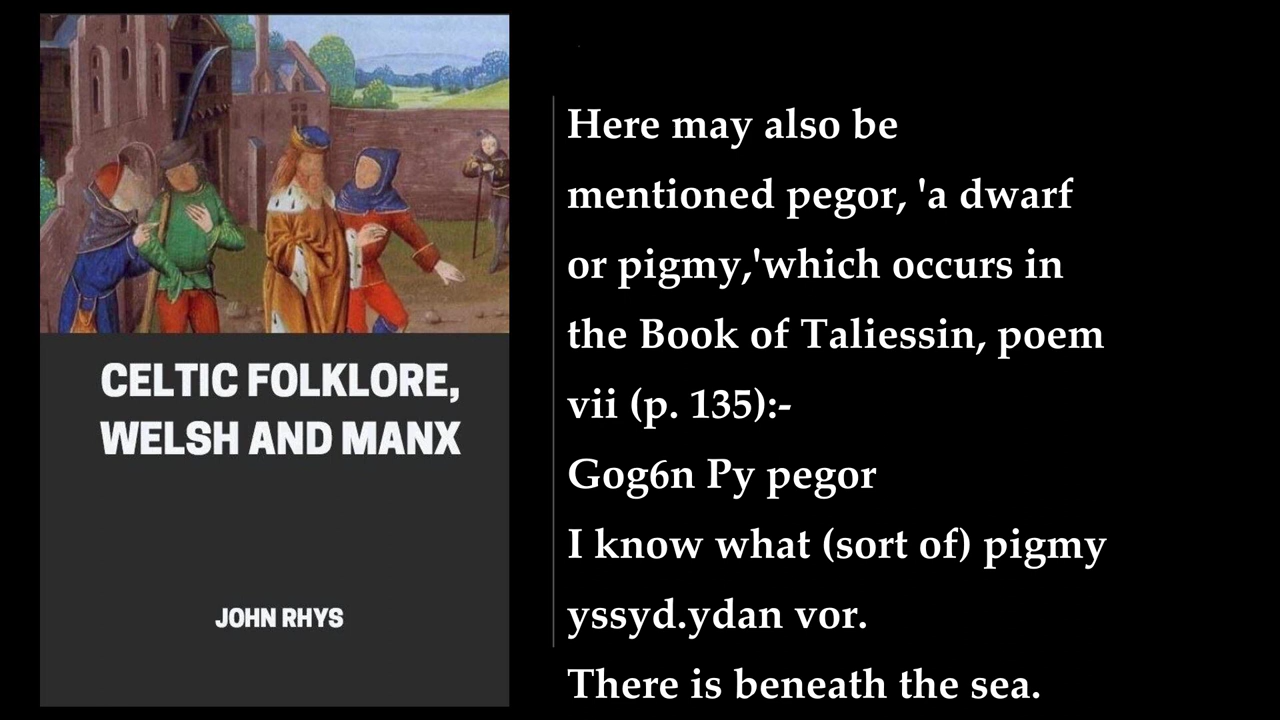 CELTIC FOLKLORE,
WELSH AND MANX
JOHN RHYS
Here may also be
mentioned pegor, 'a dwarf
or pigmy,'which occurs in
the Book of Taliessin, poem
vii (p. 135):-
Gog6n Py pegor
I know what (sort of) pigmy
yssyd.ydan vor.
There is beneath the sea.